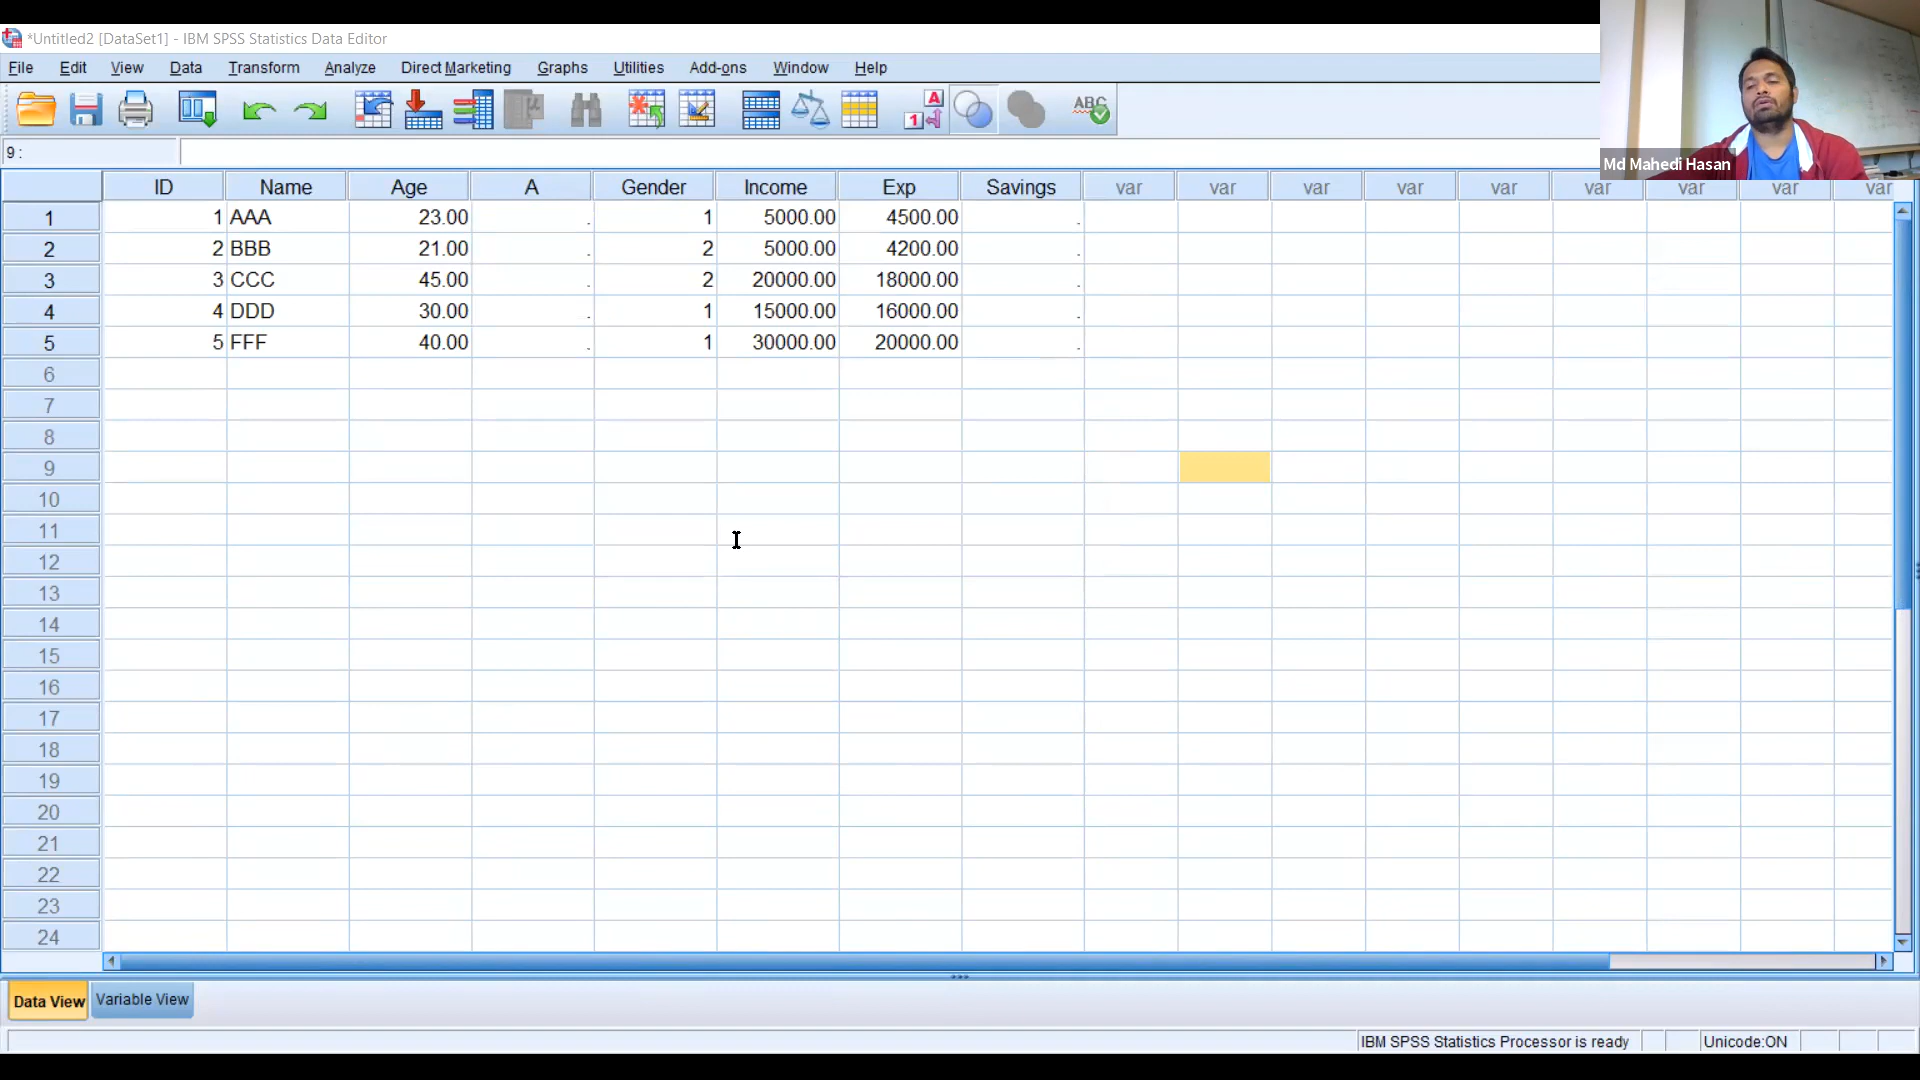 *Untitled2 [DataSet1] - IBM SPSS Statistics Data Editor
File Edit View Data Transform Analyze Direct Marketing Graphs Utilities Add-ons Window Help
A
1
ABC
9 :
Md Mahedi Hasan
ID Name Age A Gender Income Exp Savings var var var var var var var var var
1 1 AAA 23.00 . 1 5000.00 4500.00 .
2 2 BBB 21.00 . 2 5000.00 4200.00 .
3 3 CCC 45.00 . 2 20000.00 18000.00 .
4 4 DDD 30.00 . 1 15000.00 16000.00 .
5 5 FFF 40.00 . 1 30000.00 20000.00 .
6
7
8
9
10
11
12
13
14
15
16
17
18
19
20
21
22
23
24
Data View Variable View
IBM SPSS Statistics Processor is ready Unicode:ON